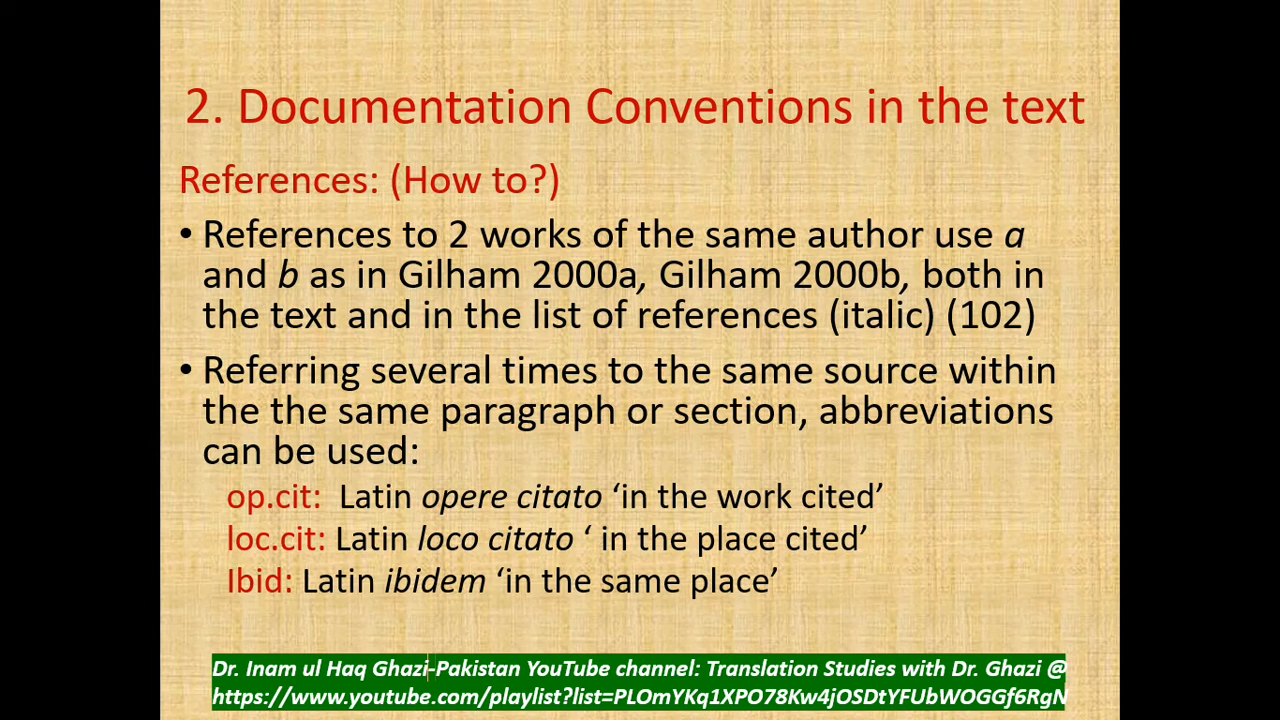 2. Documentation Conventions in the text
References: (How to?)
• References to 2 works of the same author use a
and b as in Gilham 2000a, Gilham 2000b, both in
the text and in the list of references (italic) (102)
• Referring several times to the same source within
the the same paragraph or section, abbreviations
can be used:
op.cit: Latin opere citato ‘in the work cited’
loc.cit: Latin loco citato ‘ in the place cited’
Ibid: Latin ibidem ‘in the same place’
Dr. Inam ul Haq Ghazi-Pakistan YouTube channel: Translation Studies with Dr. Ghazi @
https://www.youtube.com/playlist?list=PLOmYKq1XPO78Kw4jOSDtYFUbWOGGf6RgN